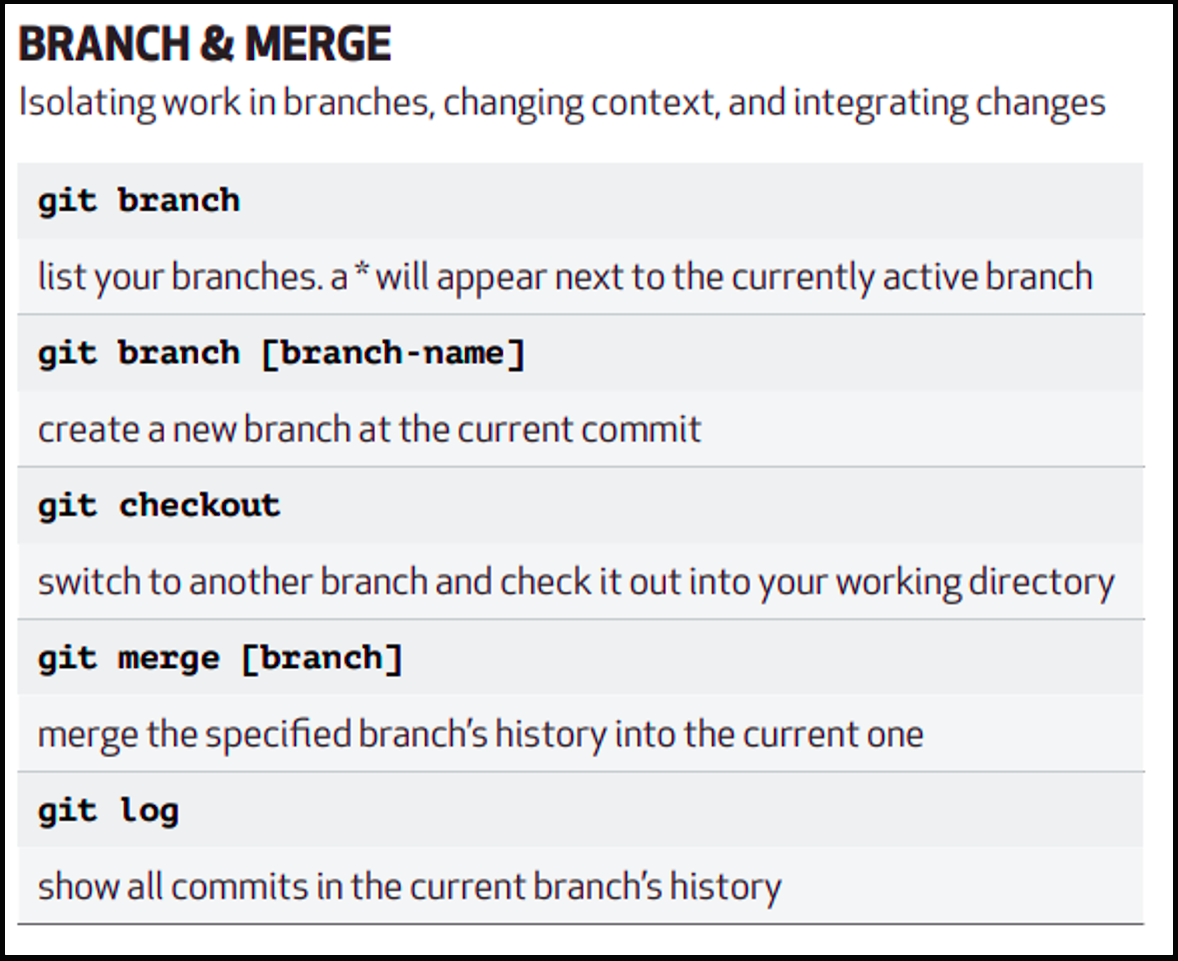 BRANCH & MERGE
Isolating work in branches, changing context, and integrating changes
git branch
list your branches. a * will appear next to the currently active branch
git branch [branch-name]
create a new branch at the current commit
git checkout
switch to another branch and check it out into your working directory
git merge [branch]
merge the specified branch’s history into the current one
git log
show all commits in the current branch’s history